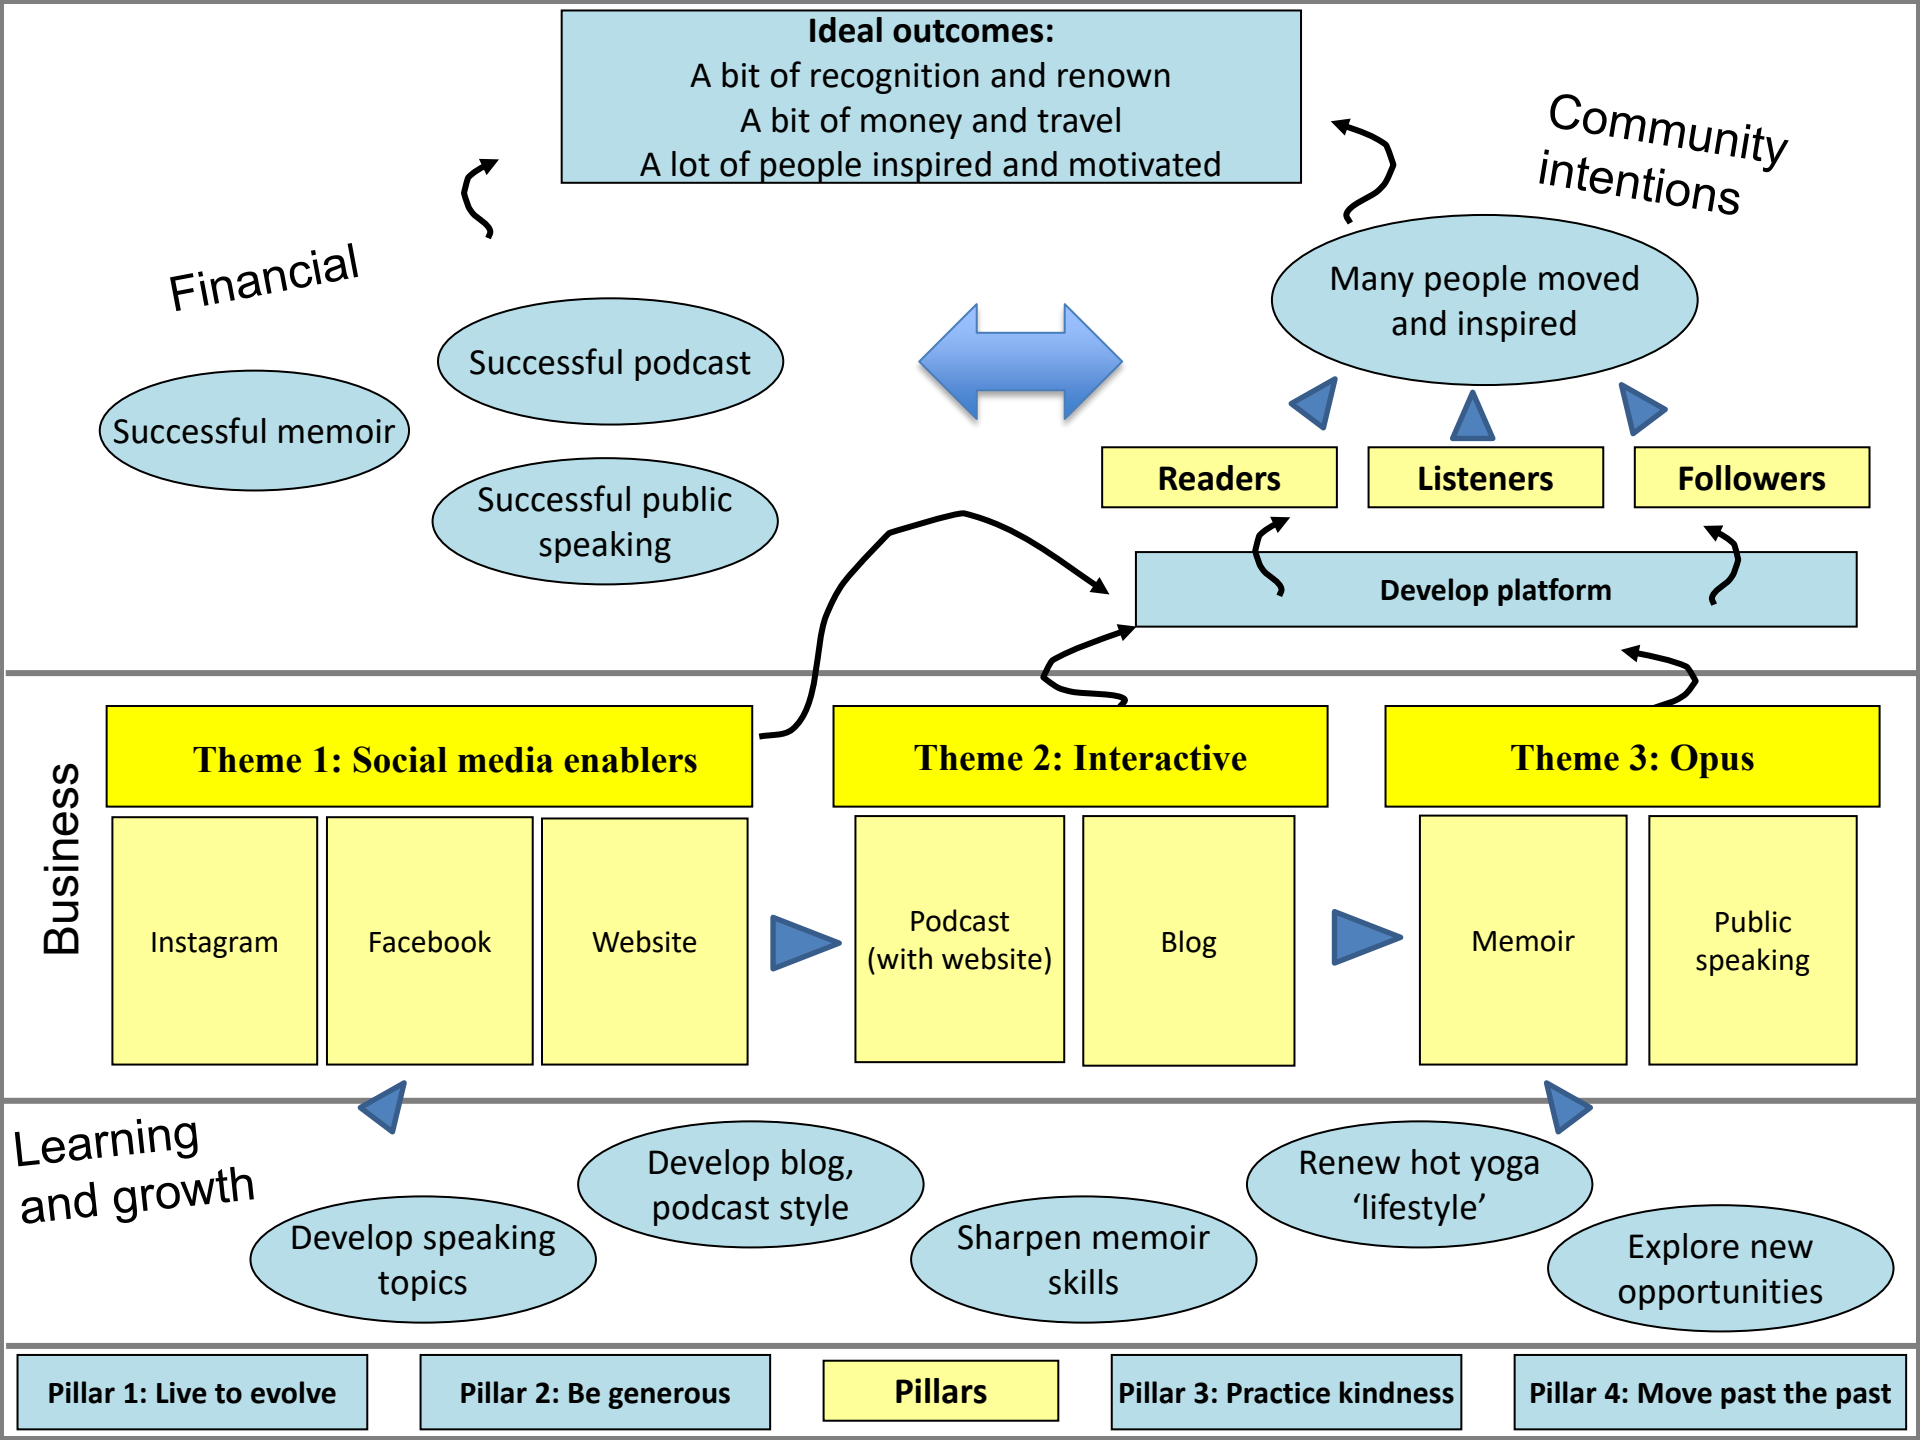 Ideal outcomes:
A bit of recognition and renown
A bit of money and travel
A lot of people inspired and motivated
Community
intentions
Financial
Many people moved
and inspired
Successful podcast
Successful memoir
Successful public
speaking
Readers
Listeners
Followers
Develop platform
Business
Theme 1: Social media enablers
Theme 2: Interactive
Theme 3: Opus
Instagram
Facebook
Website
Podcast
(with website)
Blog
Memoir
Public
speaking
Learning
and growth
Develop speaking
topics
Develop blog,
podcast style
Sharpen memoir
skills
Renew hot yoga
‘lifestyle’
Explore new
opportunities
Pillar 1: Live to evolve
Pillar 2: Be generous
Pillars
Pillar 3: Practice kindness
Pillar 4: Move past the past